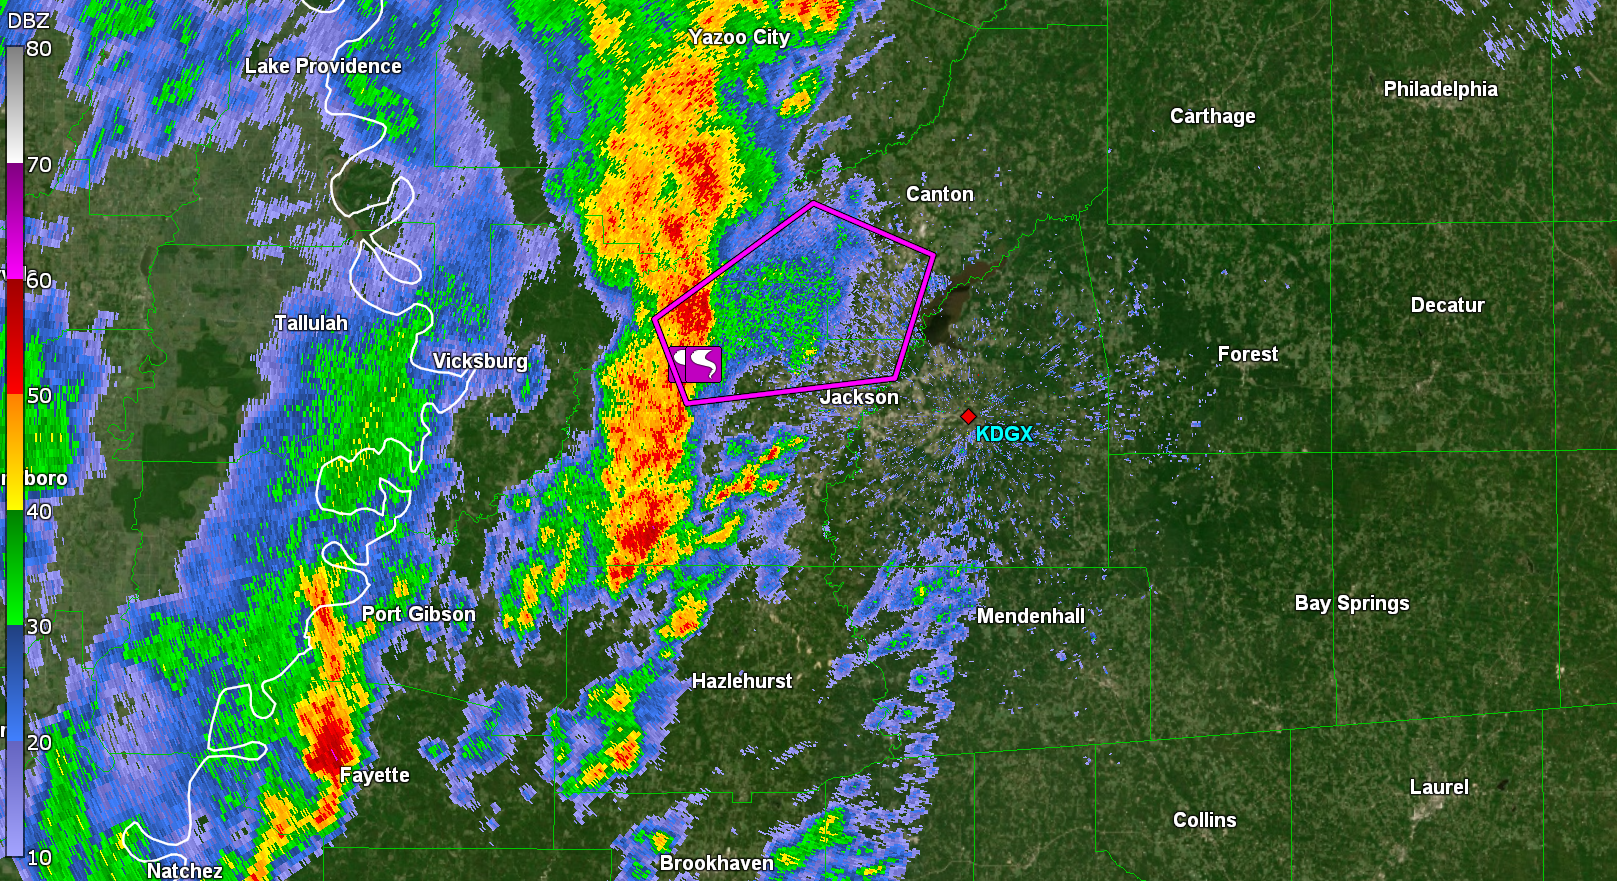 DBZ
80
Yazoo City
Lake Providence
Philadelphia
Carthage
70
Canton
60
Decatur
Tallulah
Vicksburg
Forest
50
Jackson
KDGX
boro
40
Bay Springs
30
Port Gibson
Mendenhall
Hazlehurst
20
Fayette
Laurel
Collins
10
Brookhaven
Natchez